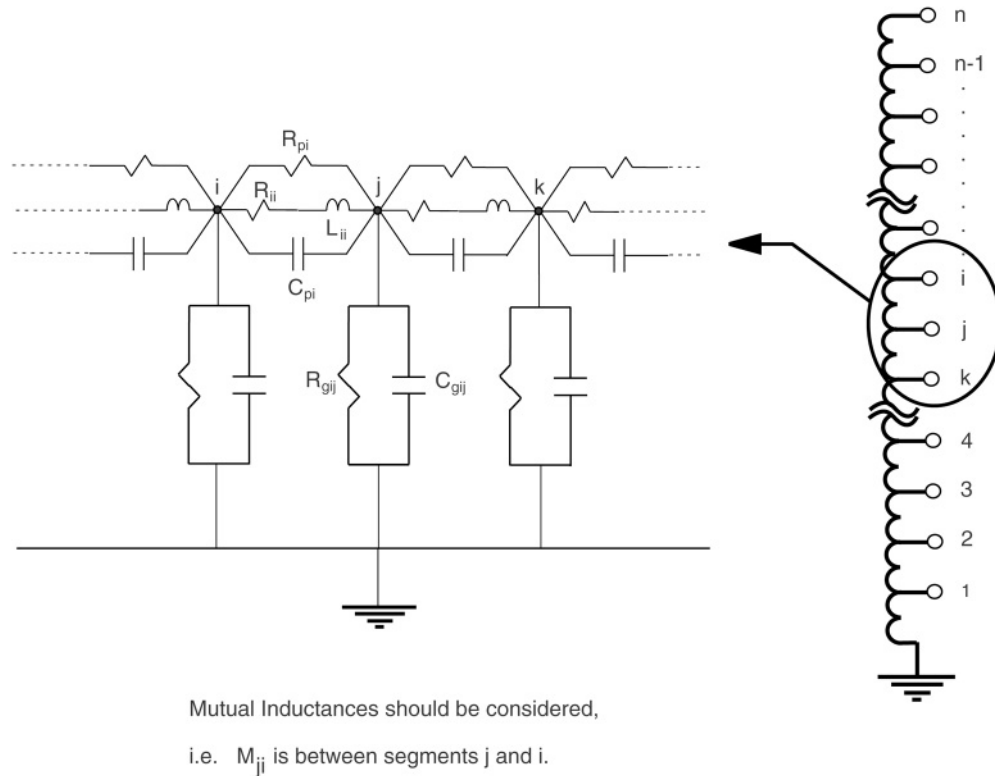 n
n-1
R_pi
i
R_ii
j
k
L_ii
C_pi
i
j
k
R_gij
C_gij
4
3
2
1
Mutual Inductances should be considered,
i.e. M_ji is between segments j and i.